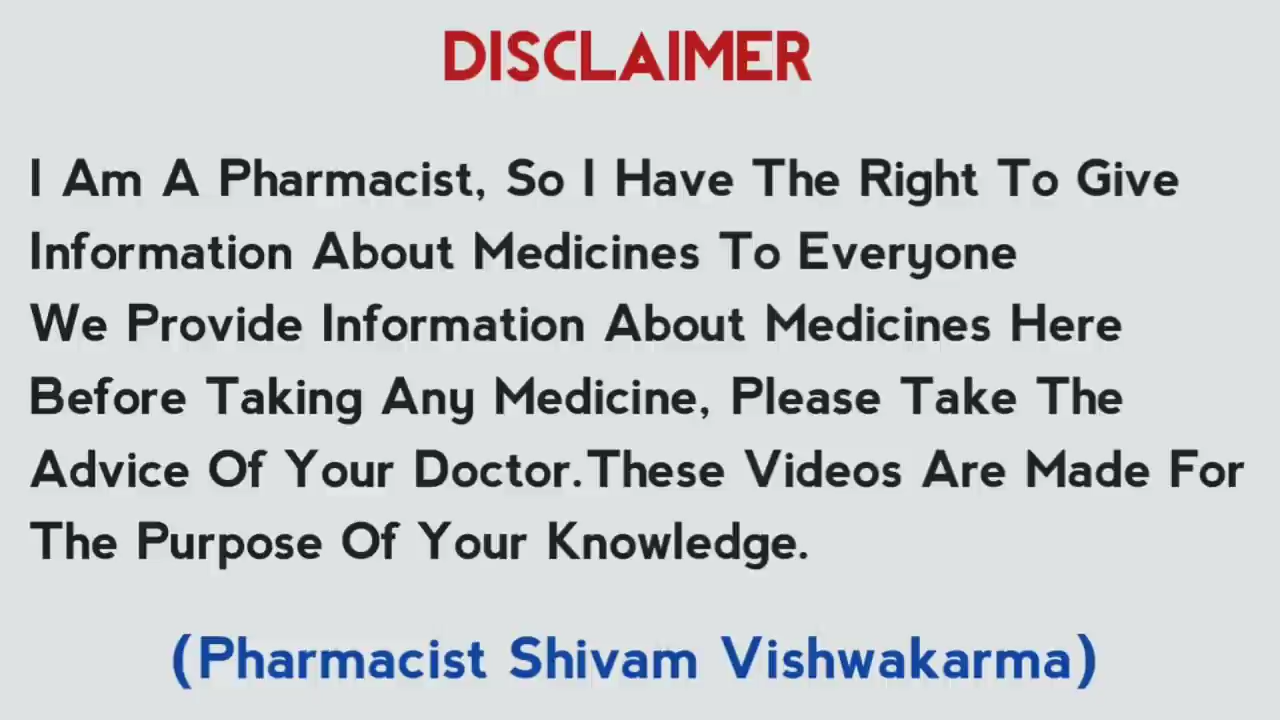 DISCLAIMER
I Am A Pharmacist, So I Have The Right To Give
Information About Medicines To Everyone
We Provide Information About Medicines Here
Before Taking Any Medicine, Please Take The
Advice Of Your Doctor.These Videos Are Made For
The Purpose Of Your Knowledge.
(Pharmacist Shivam Vishwakarma)